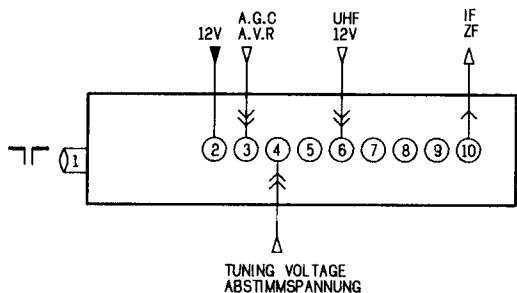 A.G.C
A.V.R
12V
UHF
12V
IF
ZF
1
2 3 4 5 6 7 8 9 10
TUNING VOLTAGE
ABSTIMMSPANNUNG